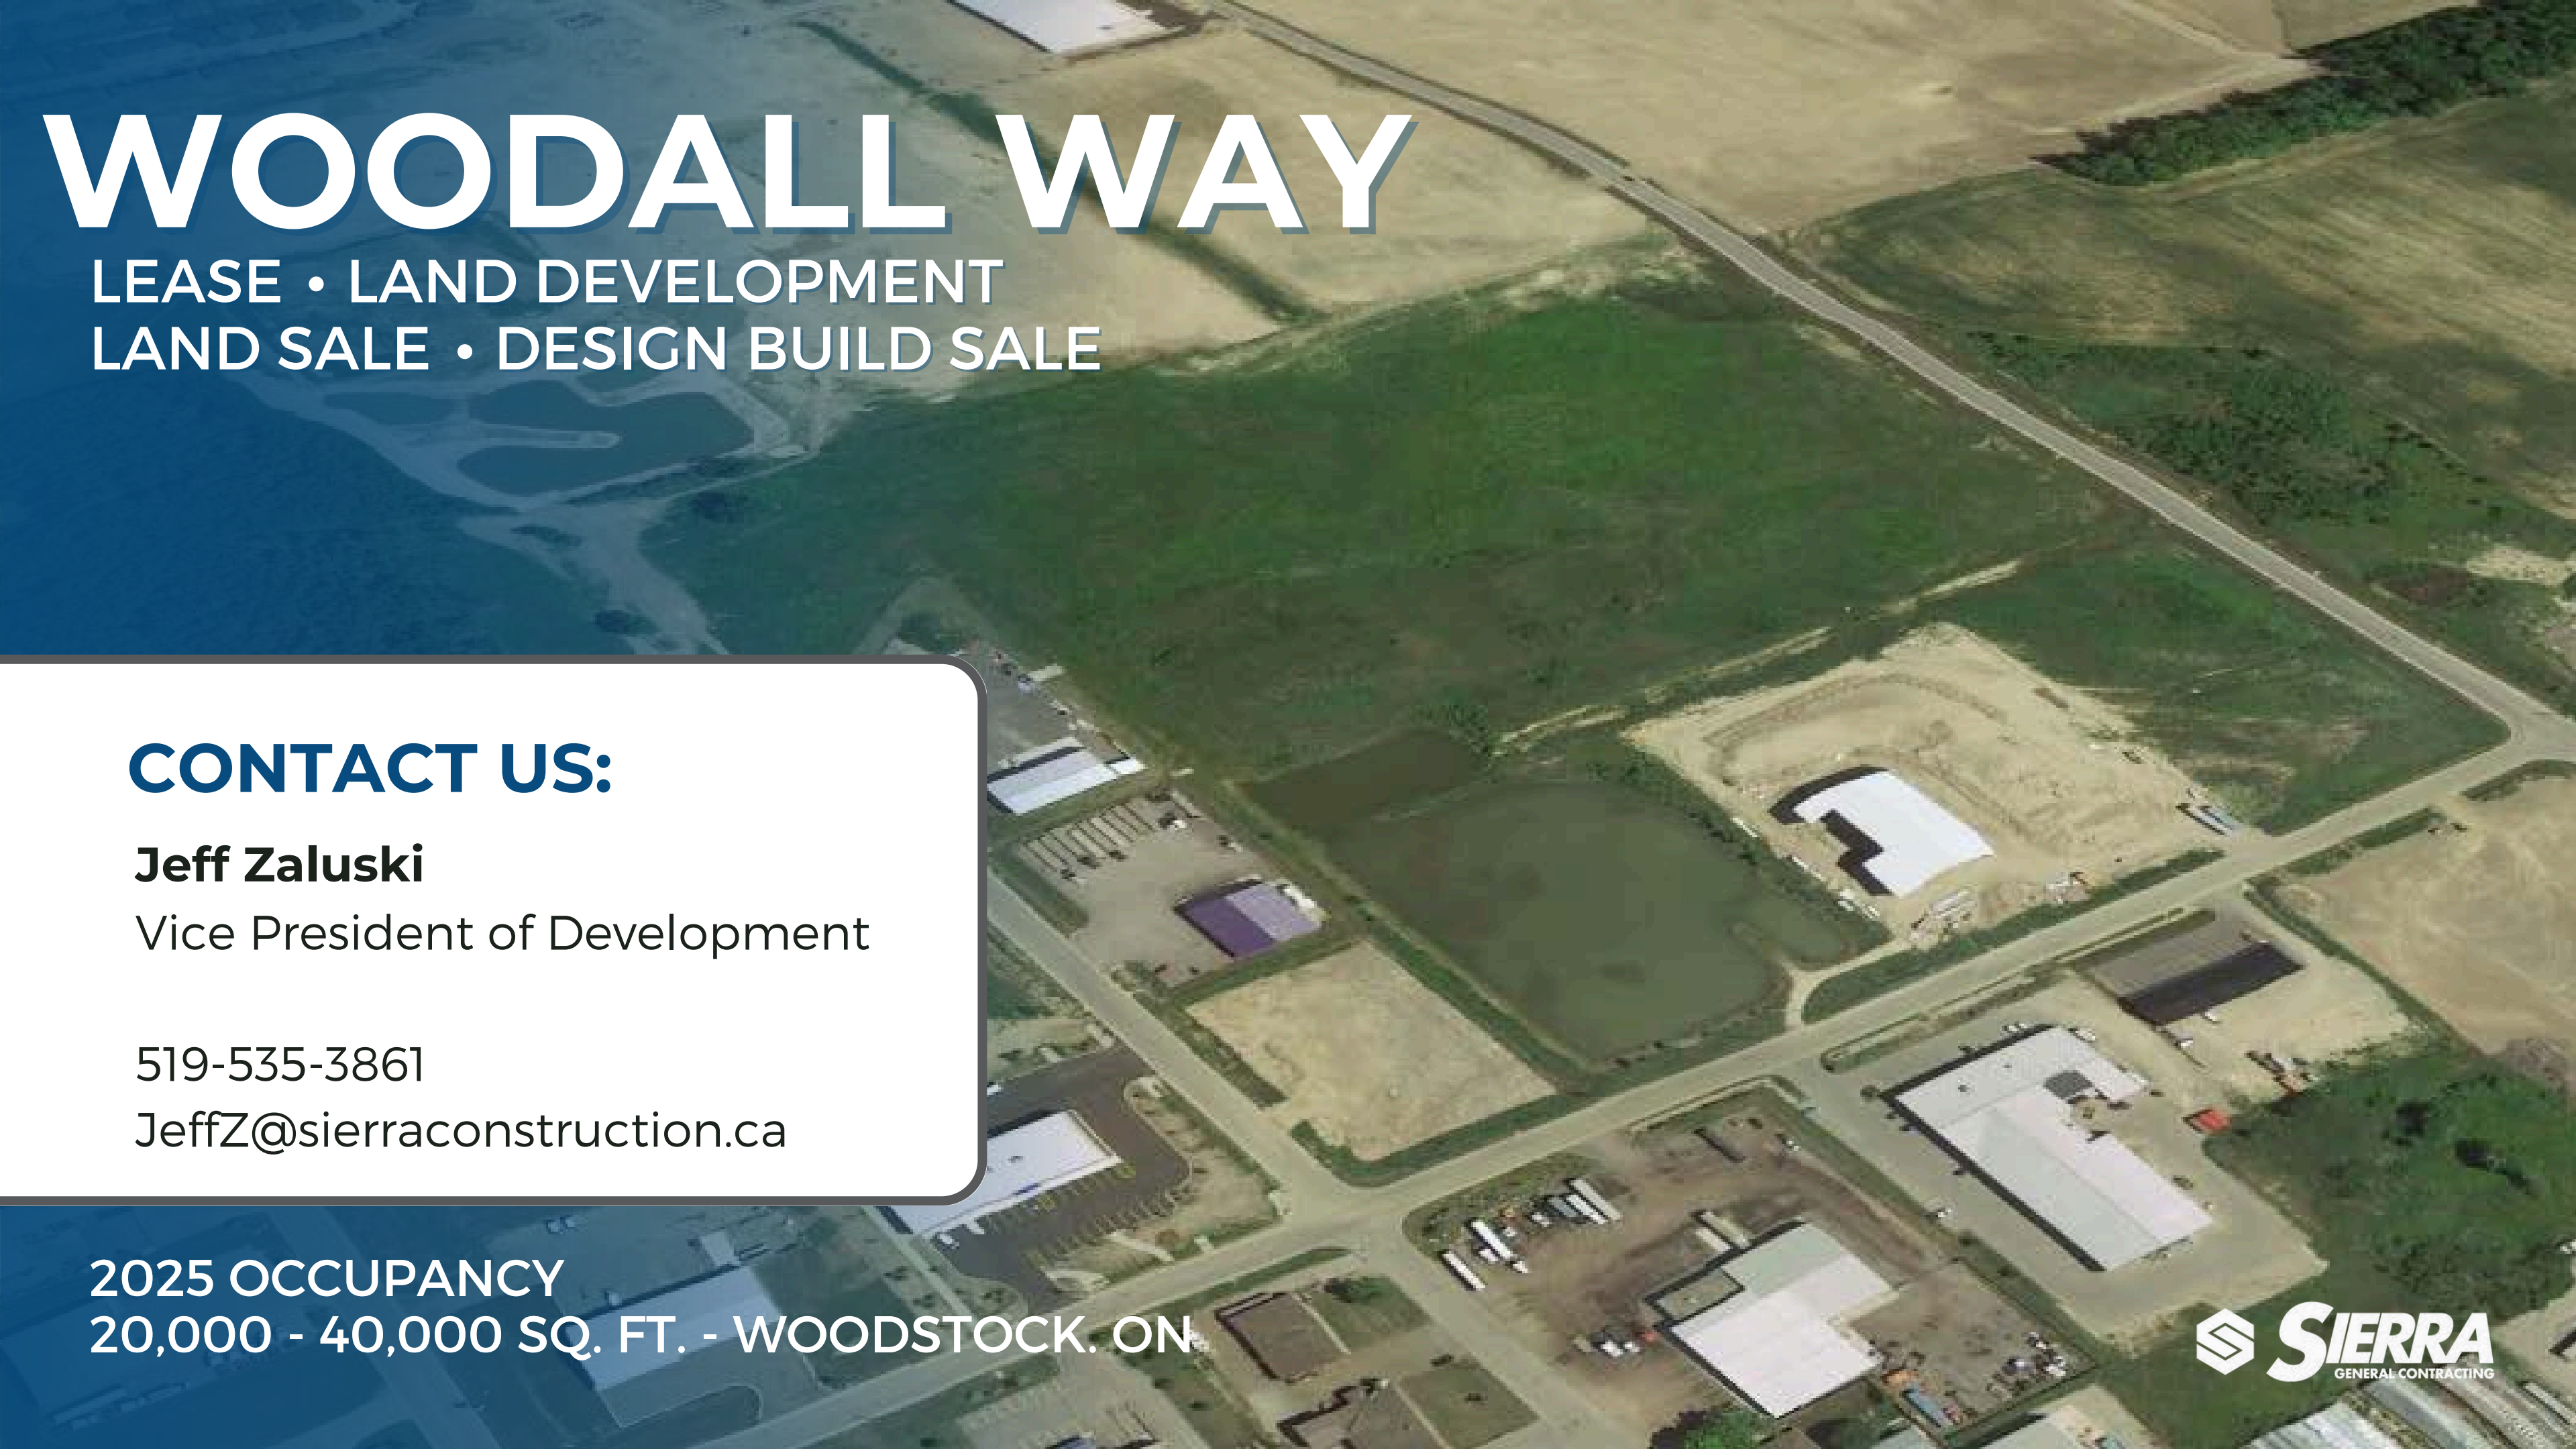 WOODALL WAY
LEASE • LAND DEVELOPMENT
LAND SALE • DESIGN BUILD SALE
CONTACT US:
Jeff Zaluski
Vice President of Development
519-535-3861
JeffZ@sierraconstruction.ca
2025 OCCUPANCY
20,000 - 40,000 SQ. FT. - WOODSTOCK. ON
SIERRA
GENERAL CONTRACTING